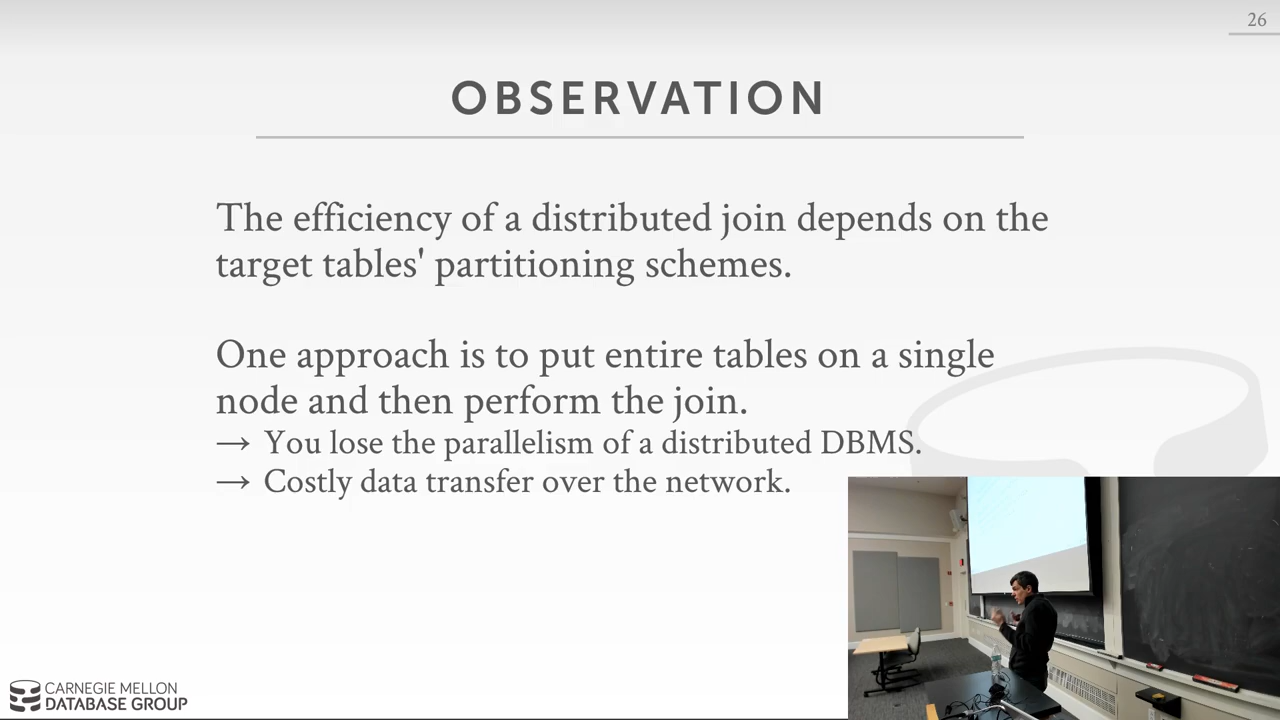 26
OBSERVATION
The efficiency of a distributed join depends on the
target tables' partitioning schemes.
One approach is to put entire tables on a single
node and then perform the join.
→ You lose the parallelism of a distributed DBMS.
→ Costly data transfer over the network.
CARNEGIE MELLON
DATABASE GROUP